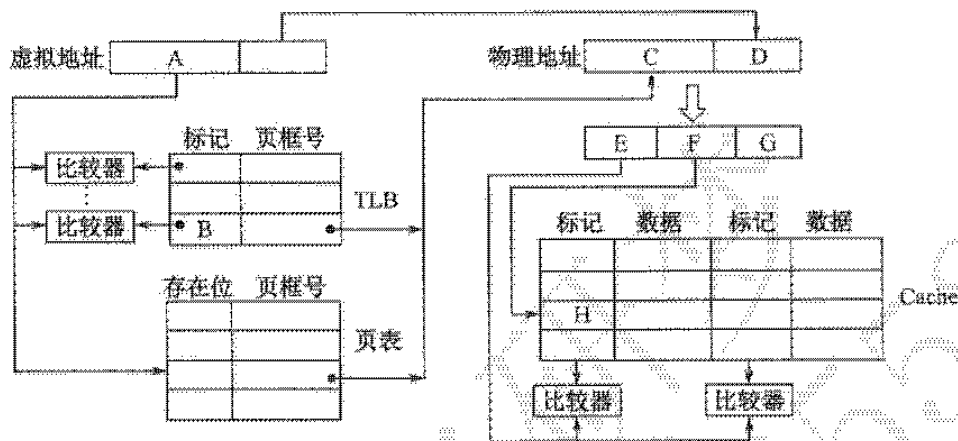 虚拟地址 A
物理地址 C D
标记 页框号
E F G
比较器
⋮
比较器
B
TLB
标记 数据 标记 数据
存在位 页框号
H
Cache
页表
比较器 比较器